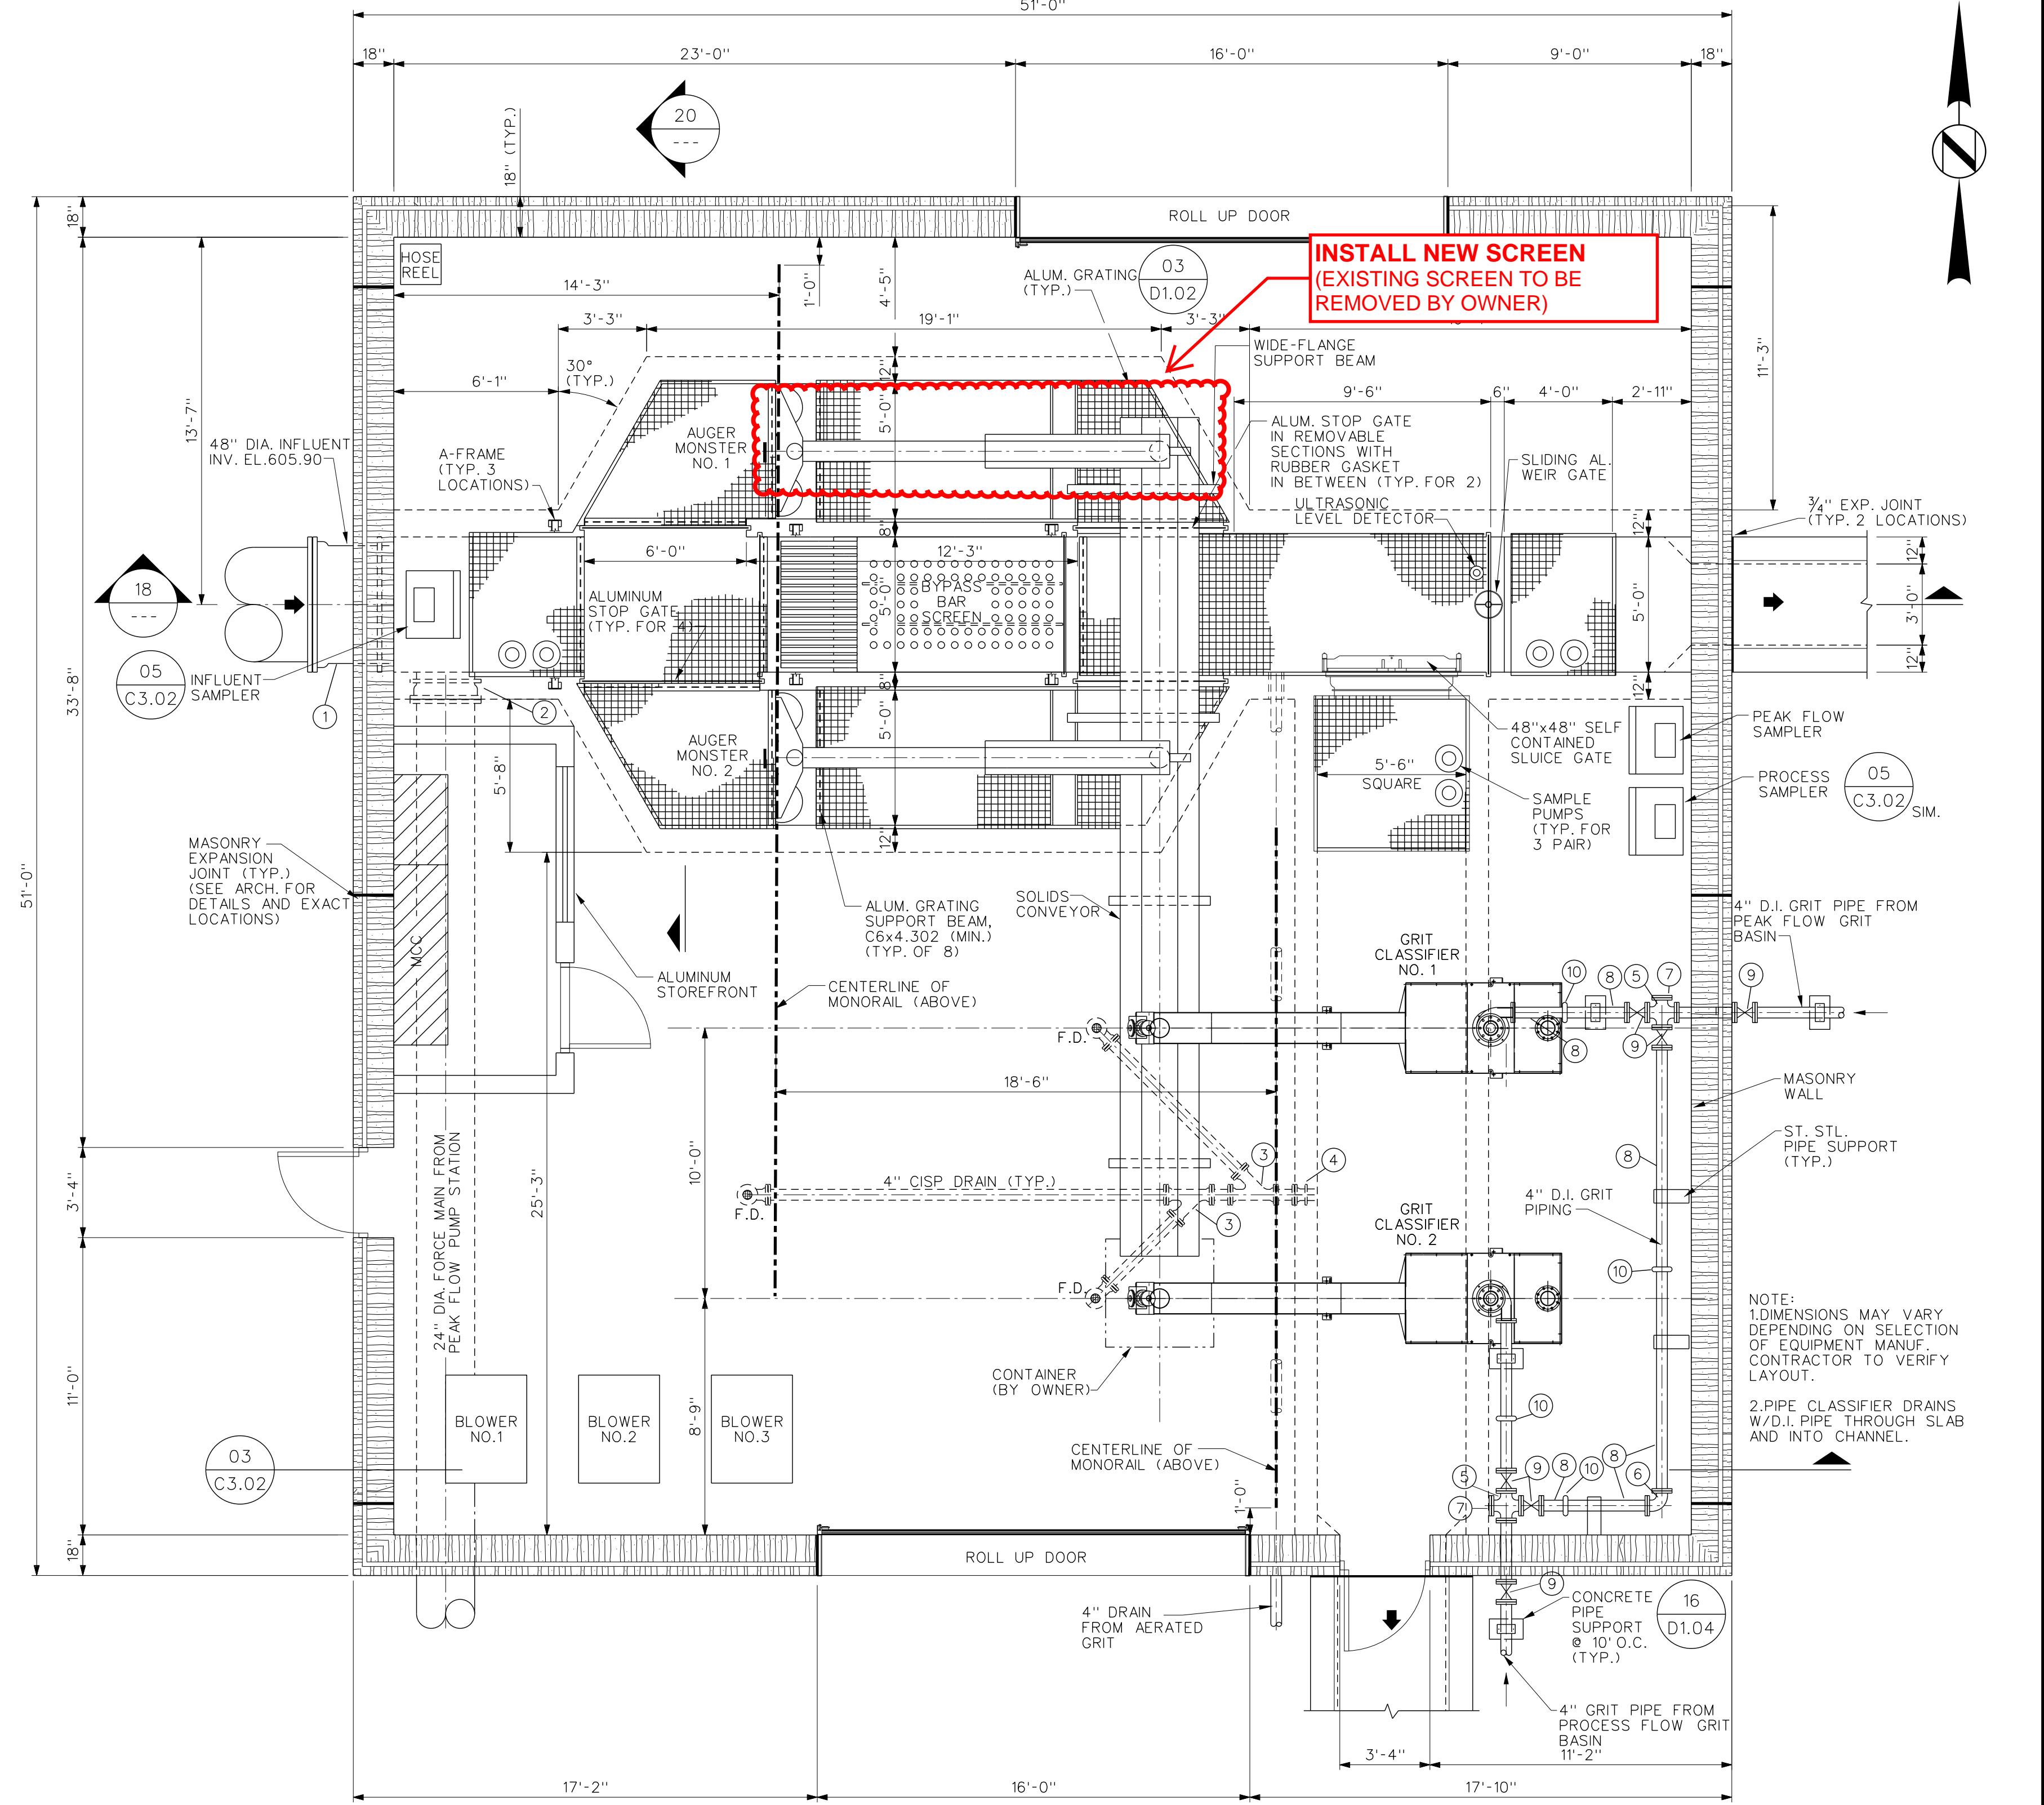 51'-0"
18"
23'-0"
16'-0"
9'-0"
18"
20
---
18" (TYP.)
18"
ROLL UP DOOR
HOSE
REEL
14'-3"
1'-0"
4'-5"
ALUM. GRATING
(TYP.)
03
D1.02
INSTALL NEW SCREEN
(EXISTING SCREEN TO BE
REMOVED BY OWNER)
3'-3"
19'-1"
3'-3"
WIDE-FLANGE
SUPPORT BEAM
11'-3"
30°
(TYP.)
6'-1"
12"
9'-6"
6"
4'-0"
2'-11"
13'-7"
48" DIA. INFLUENT
INV. EL.605.90
A-FRAME
(TYP. 3
LOCATIONS)
AUGER
MONSTER
NO. 1
5'-0"
ALUM. STOP GATE
IN REMOVABLE
SECTIONS WITH
RUBBER GASKET
IN BETWEEN (TYP. FOR 2)
SLIDING AL.
WEIR GATE
ULTRASONIC
LEVEL DETECTOR
3/4" EXP. JOINT
(TYP. 2 LOCATIONS)
8"
12"
12"
6'-0"
12'-3"
18
---
ALUMINUM
STOP GATE
(TYP. FOR 4)
5'-0"
BYPASS
BAR
SCREEN
5'-0"
3'-0"
05
C3.02
INFLUENT
SAMPLER
33'-8"
1
2
8"
12"
12"
5'-8"
AUGER
MONSTER
NO. 2
5'-0"
48"x48" SELF
CONTAINED
SLUICE GATE
PEAK FLOW
SAMPLER
5'-6"
SQUARE
SAMPLE
PUMPS
(TYP. FOR
3 PAIR)
PROCESS
SAMPLER
05
C3.02
SIM.
12"
MASONRY
EXPANSION
JOINT (TYP.)
(SEE ARCH. FOR
DETAILS AND EXACT
LOCATIONS)
51'-0"
MCC
ALUM. GRATING
SUPPORT BEAM,
C6x4.302 (MIN.)
(TYP. OF 8)
SOLIDS
CONVEYOR
4" D.I. GRIT PIPE FROM
PEAK FLOW GRIT
BASIN
ALUMINUM
STOREFRONT
CENTERLINE OF
MONORAIL (ABOVE)
GRIT
CLASSIFIER
NO. 1
10
8
5
7
9
F.D.
8
9
9
18'-6"
MASONRY
WALL
24" DIA. FORCE MAIN FROM
PEAK FLOW PUMP STATION
10'-0"
3
4
8
ST. STL.
PIPE SUPPORT
(TYP.)
3'-4"
25'-3"
4" CISP DRAIN (TYP.)
F.D.
3
4" D.I. GRIT
PIPING
GRIT
CLASSIFIER
NO. 2
10
F.D.
NOTE:
1.DIMENSIONS MAY VARY
DEPENDING ON SELECTION
OF EQUIPMENT MANUF.
CONTRACTOR TO VERIFY
LAYOUT.
2.PIPE CLASSIFIER DRAINS
W/D.I. PIPE THROUGH SLAB
AND INTO CHANNEL.
11'-0"
CONTAINER
(BY OWNER)
8'-9"
10
BLOWER
NO.1
BLOWER
NO.2
BLOWER
NO.3
03
C3.02
CENTERLINE OF
MONORAIL (ABOVE)
5
9
8
10
8
6
7
1'-0"
18"
ROLL UP DOOR
9
4" DRAIN
FROM AERATED
GRIT
CONCRETE
PIPE
SUPPORT
@ 10' O.C.
(TYP.)
16
D1.04
4" GRIT PIPE FROM
PROCESS FLOW GRIT
BASIN
3'-4"
11'-2"
17'-2"
16'-0"
17'-10"